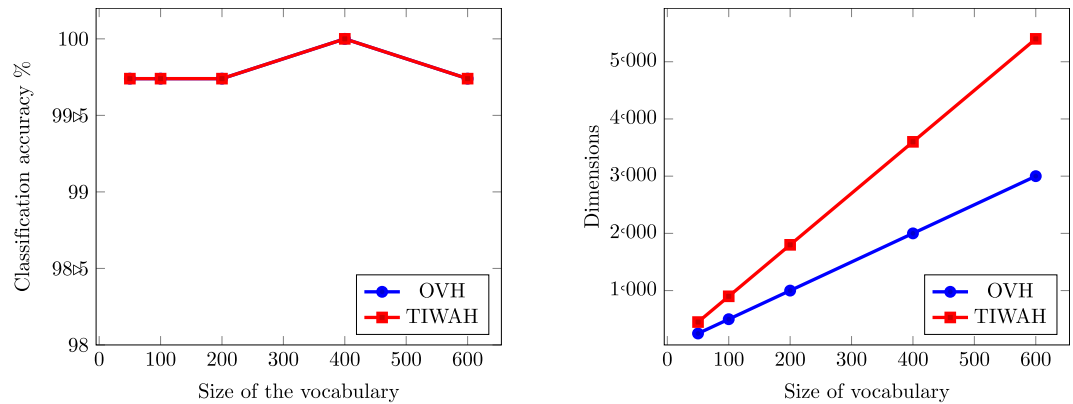 Classification accuracy %
100
99▷5
99
98▷5
98
0 100 200 300 400 500 600
Size of the vocabulary
OVH
TIWAH
Dimensions
5‹000
4‹000
3‹000
2‹000
1‹000
0 100 200 300 400 500 600
Size of vocabulary
OVH
TIWAH